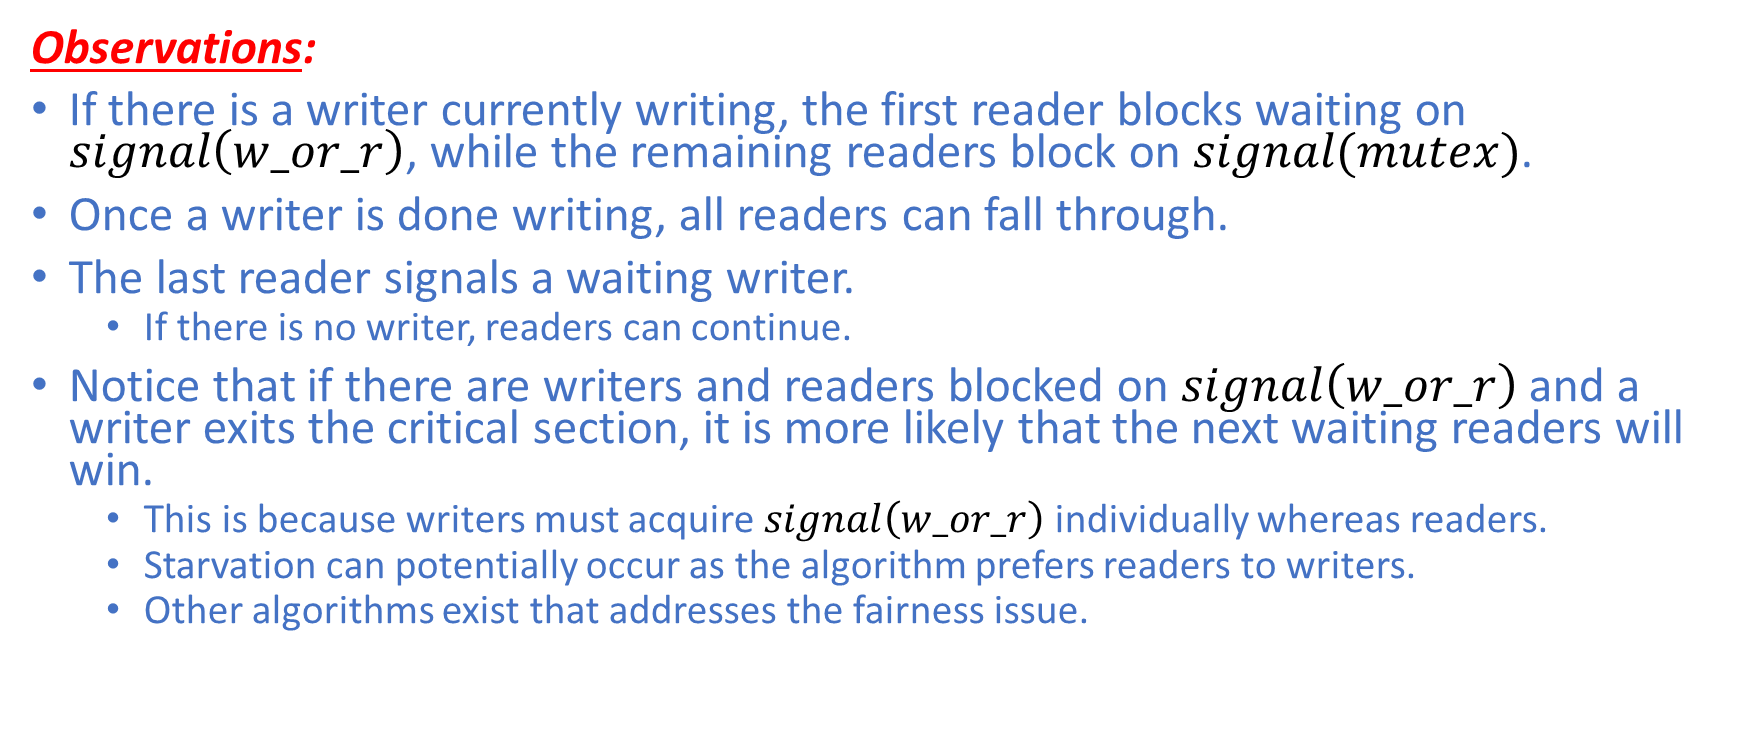 Observations:
• If there is a writer currently writing, the first reader blocks waiting on
signal(w_or_r), while the remaining readers block on signal(mutex).
• Once a writer is done writing, all readers can fall through.
• The last reader signals a waiting writer.
• If there is no writer, readers can continue.
• Notice that if there are writers and readers blocked on signal(w_or_r) and a
writer exits the critical section, it is more likely that the next waiting readers will
win.
• This is because writers must acquire signal(w_or_r) individually whereas readers.
• Starvation can potentially occur as the algorithm prefers readers to writers.
• Other algorithms exist that addresses the fairness issue.